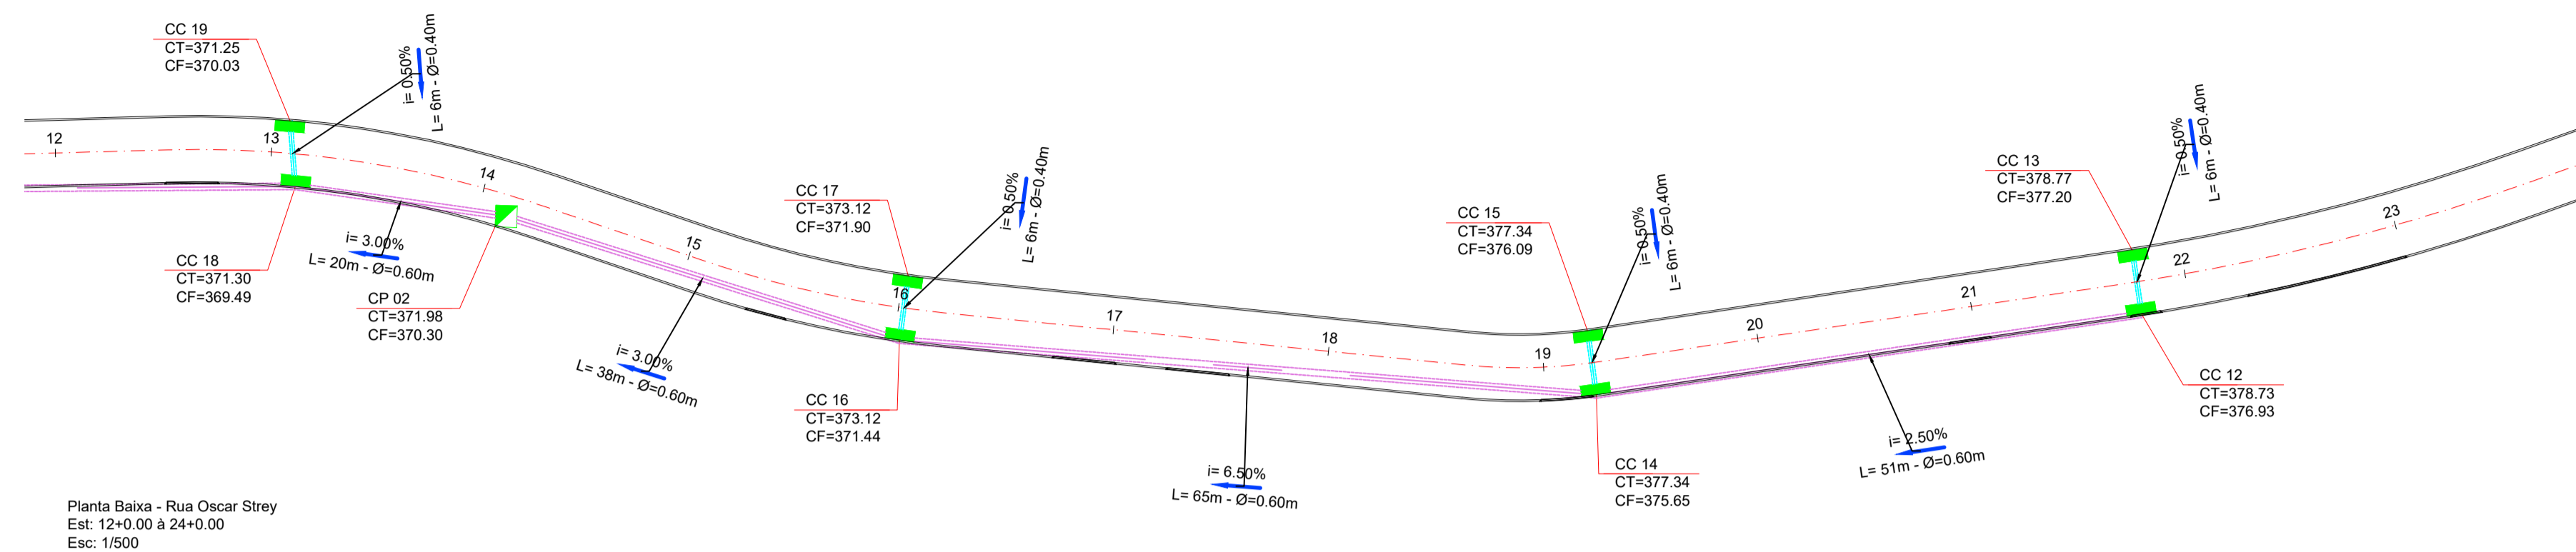 CC 19
CT=371.25
CF=370.03
i= 0.50%
L= 6m - Ø=0.40m
12
13
14
15
16
17
18
19
20
21
22
23
CC 18
CT=371.30
CF=369.49
i= 3.00%
L= 20m - Ø=0.60m
CP 02
CT=371.98
CF=370.30
i= 3.00%
L= 38m - Ø=0.60m
CC 17
CT=373.12
CF=371.90
i= 0.50%
L= 6m - Ø=0.40m
CC 16
CT=373.12
CF=371.44
i= 6.50%
L= 65m - Ø=0.60m
CC 15
CT=377.34
CF=376.09
i= 0.50%
L= 6m - Ø=0.40m
CC 14
CT=377.34
CF=375.65
i= 2.50%
L= 51m - Ø=0.60m
CC 13
CT=378.77
CF=377.20
i= 0.50%
L= 6m - Ø=0.40m
CC 12
CT=378.73
CF=376.93
Planta Baixa - Rua Oscar Strey
Est: 12+0.00 à 24+0.00
Esc: 1/500